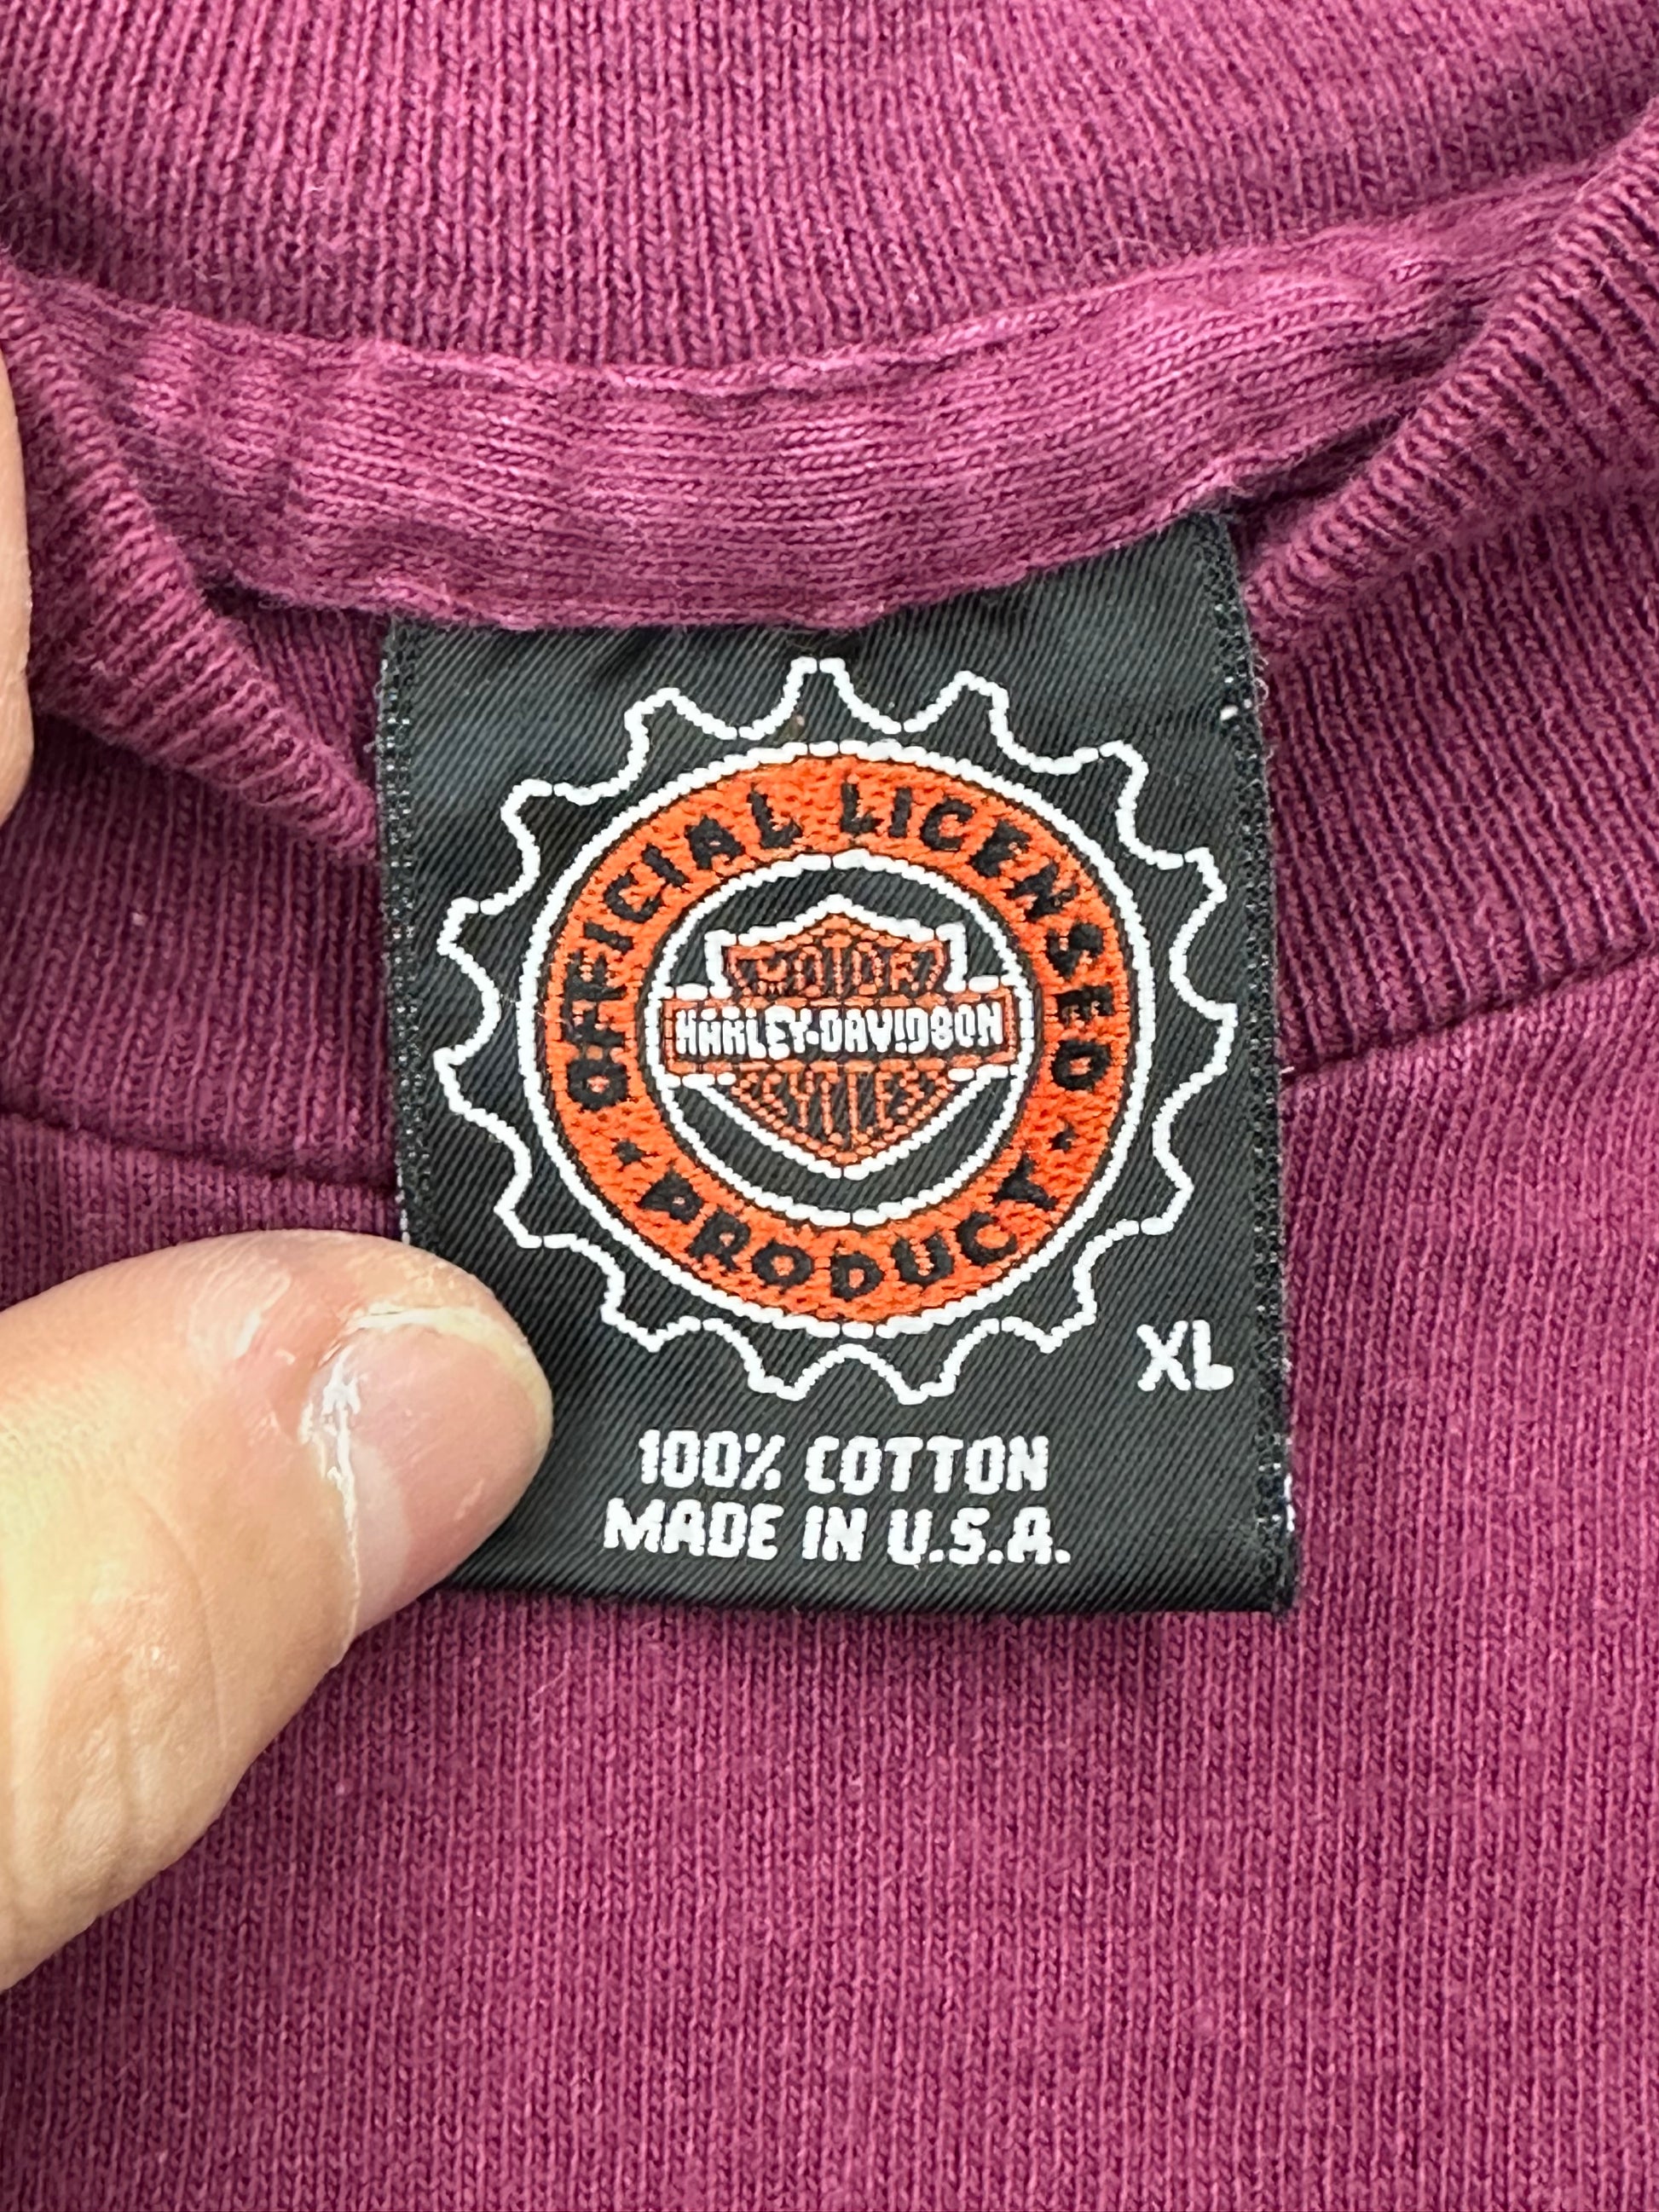 OFFICIAL LICENSED
MOTOR
HARLEY-DAVIDSON
CYCLES
· PRODUCT ·
XL
100% COTTON
MADE IN U.S.A.